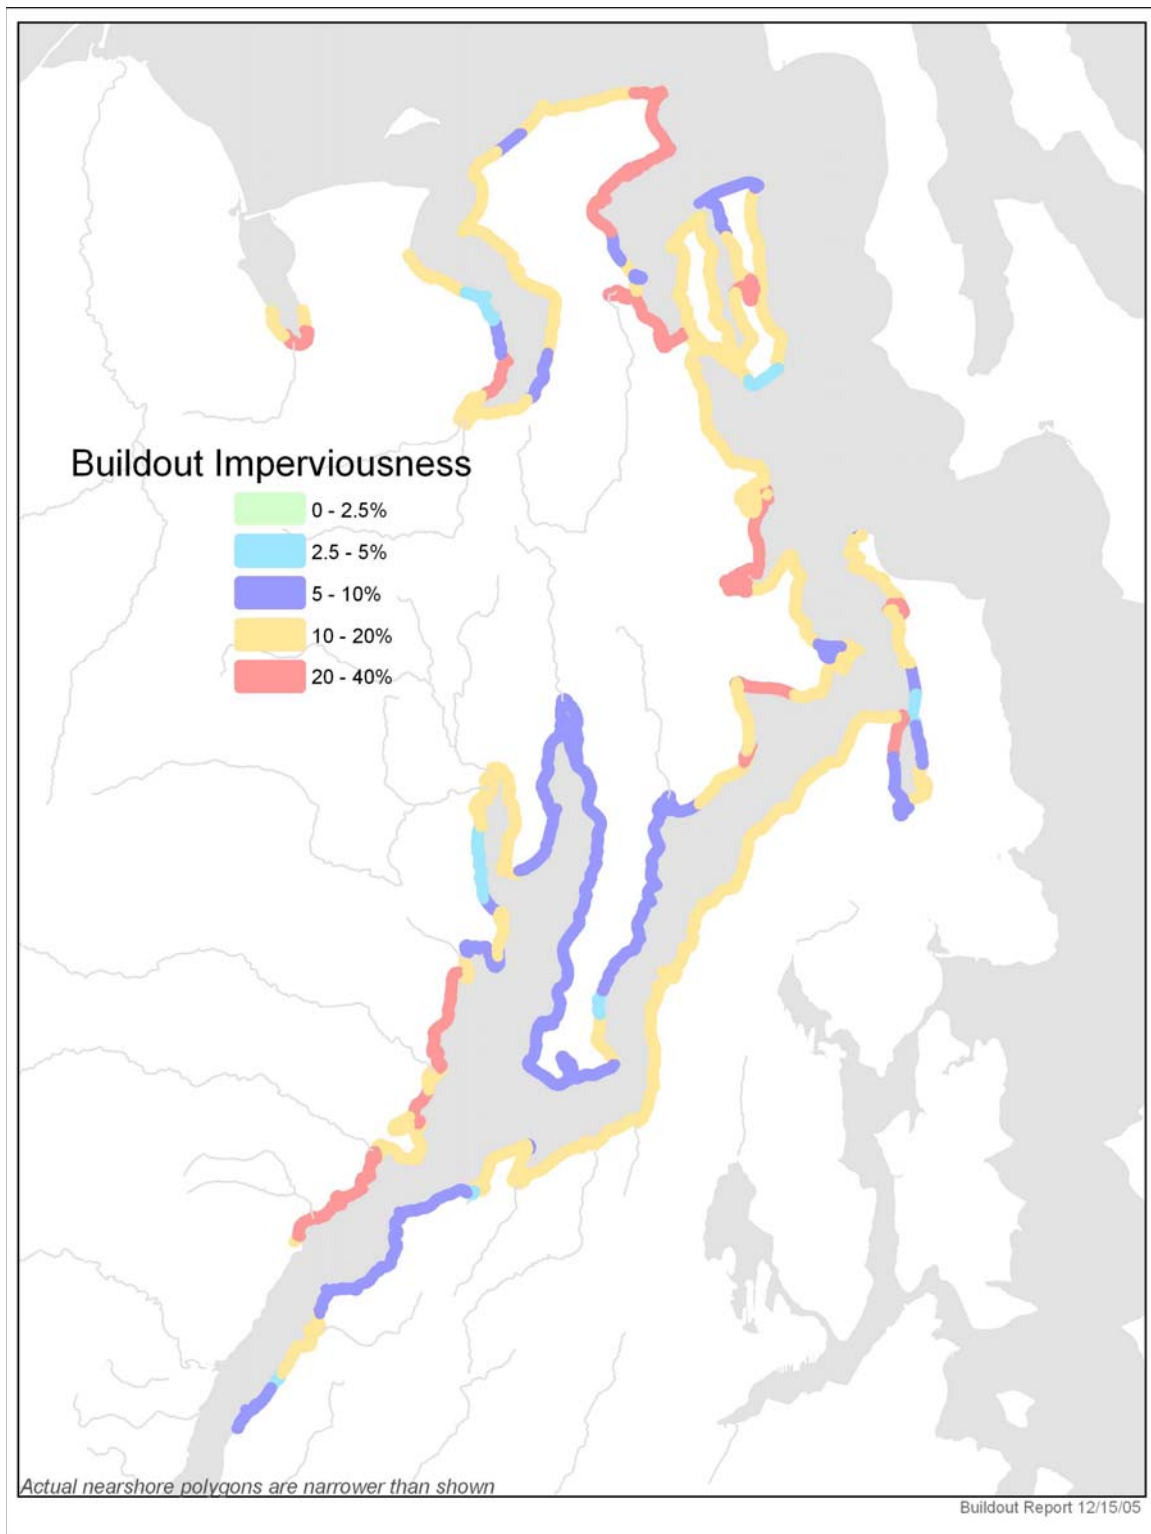 Buildout Imperviousness
0 - 2.5%
2.5 - 5%
5 - 10%
10 - 20%
20 - 40%
Actual nearshore polygons are narrower than shown
Buildout Report 12/15/05